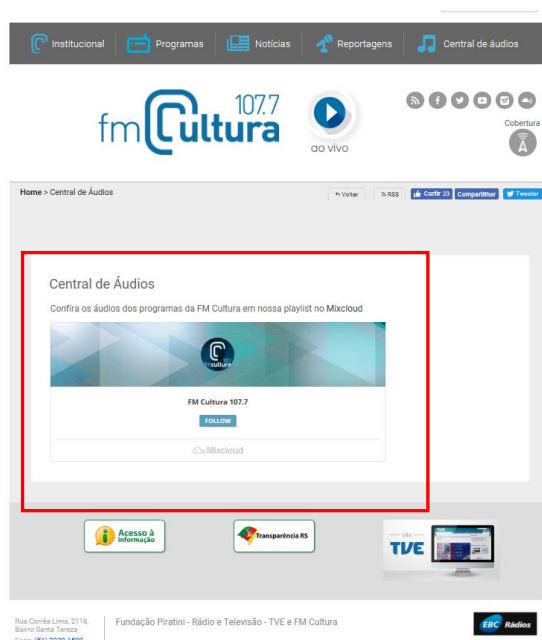 Institucional
Programas
Notícias
Reportagens
Central de áudios
fm Cultura 107.7
ao vivo
Cobertura
Home > Central de Áudios
Voltar
RSS
Curtir 23
Compartilhar
Tweetar
Central de Áudios
Confira os áudios dos programas da FM Cultura em nossa playlist no Mixcloud
fmcultura
FM Cultura 107.7
FOLLOW
Mixcloud
Acesso à
Informação
Transparência RS
site
TVE
Rua Corrêa Lima, 2118,
Bairro Santa Tereza
Fundação Piratini - Rádio e Televisão - TVE e FM Cultura
EBC Rádios